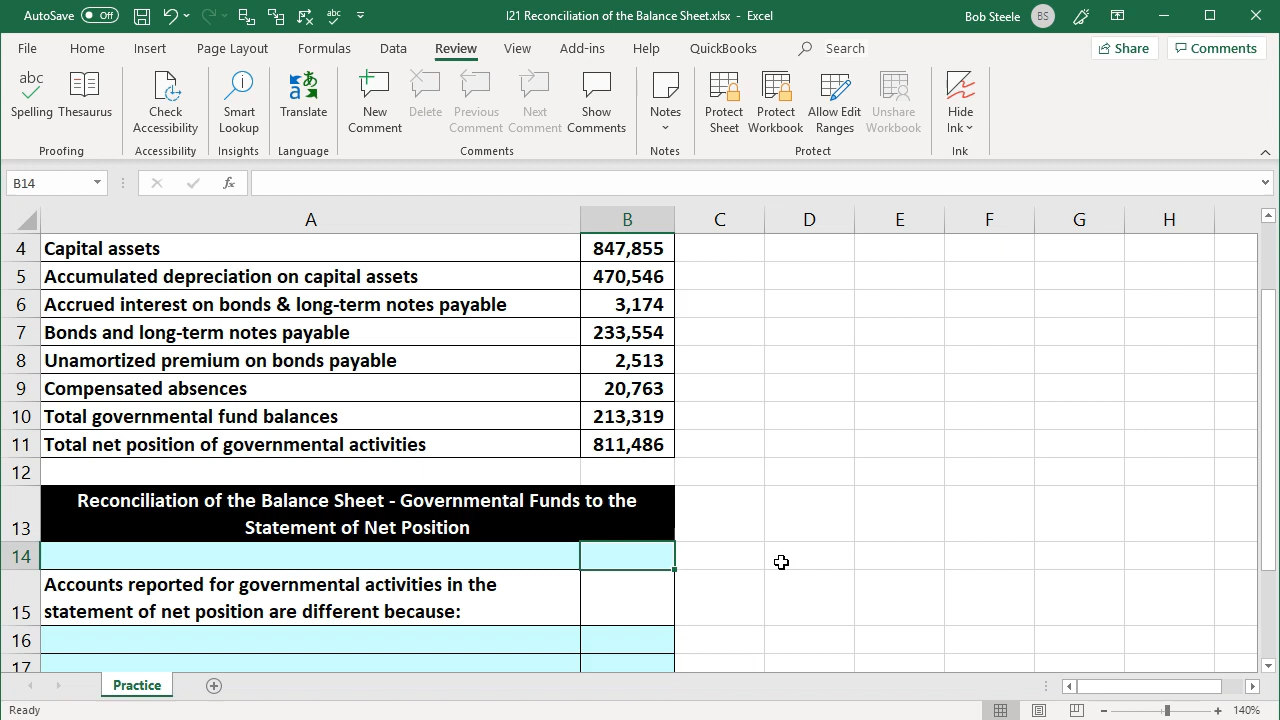 AutoSave Off I21 Reconciliation of the Balance Sheet.xlsx - Excel Bob Steele BS
File Home Insert Page Layout Formulas Data Review View Add-ins Help QuickBooks Search Share Comments
abc
Spelling Thesaurus Check Accessibility Smart Lookup Translate New Comment Delete Previous Comment Next Comment Show Comments Notes Protect Sheet Protect Workbook Allow Edit Ranges Unshare Workbook Hide Ink
Proofing Accessibility Insights Language Comments Notes Protect Ink
B14 fx
A B C D E F G H
4 Capital assets 847,855
5 Accumulated depreciation on capital assets 470,546
6 Accrued interest on bonds & long-term notes payable 3,174
7 Bonds and long-term notes payable 233,554
8 Unamortized premium on bonds payable 2,513
9 Compensated absences 20,763
10 Total governmental fund balances 213,319
11 Total net position of governmental activities 811,486
12
Reconciliation of the Balance Sheet - Governmental Funds to the
13 Statement of Net Position
14
Accounts reported for governmental activities in the
15 statement of net position are different because:
16
17
Practice
Ready 140%